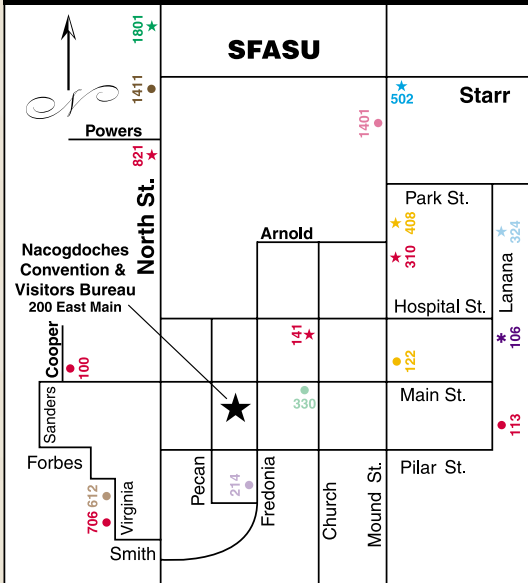 1801
SFASU
N
1411
502
Starr
1401
Powers
821
North St.
Park St.
408
324
Arnold
310
Lanana
Nacogdoches
Convention &
Visitors Bureau
200 East Main
Hospital St.
141
106
Cooper
100
122
Main St.
330
Sanders
113
Forbes
Pilar St.
Pecan
214
Fredonia
Church
Mound St.
612
706
Virginia
Smith